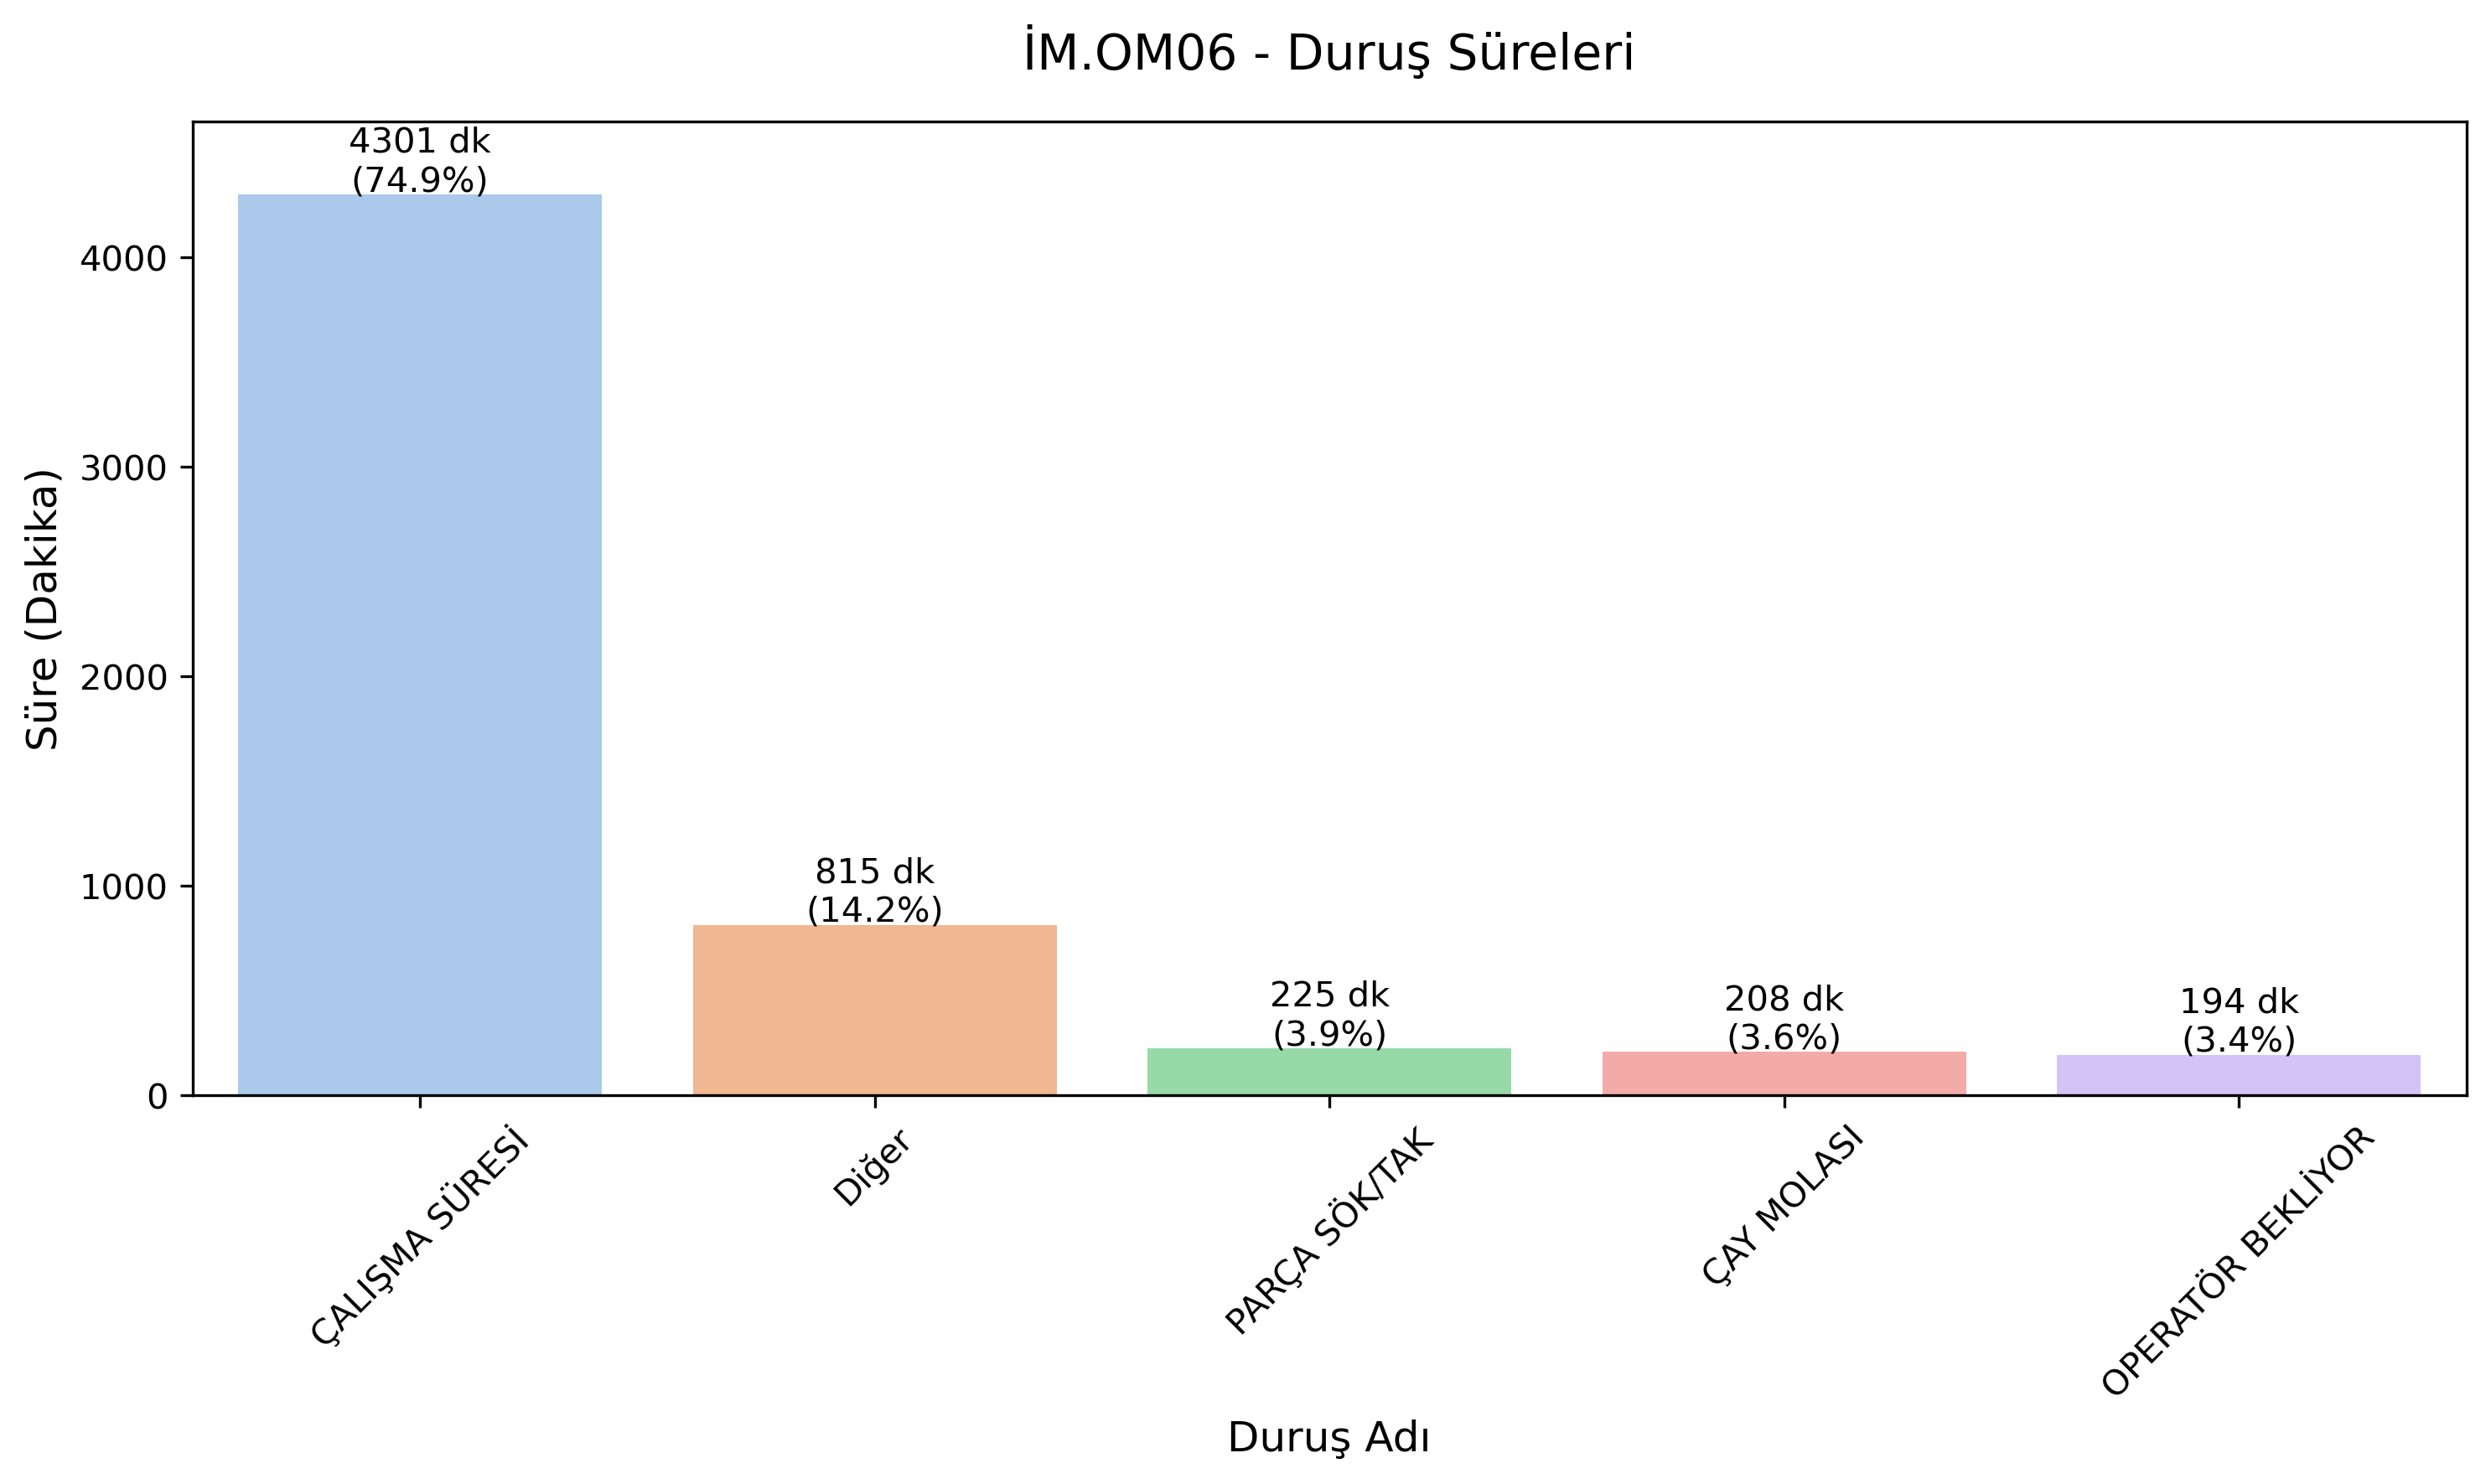 İM.OM06 - Duruş Süreleri
4301 dk
(74.9%)
815 dk
(14.2%)
225 dk
(3.9%)
208 dk
(3.6%)
194 dk
(3.4%)
Süre (Dakika)
4000
3000
2000
1000
0
ÇALIŞMA SÜRESİ
Diğer
PARÇA SÖK/TAK
ÇAY MOLASI
OPERATÖR BEKLİYOR
Duruş Adı